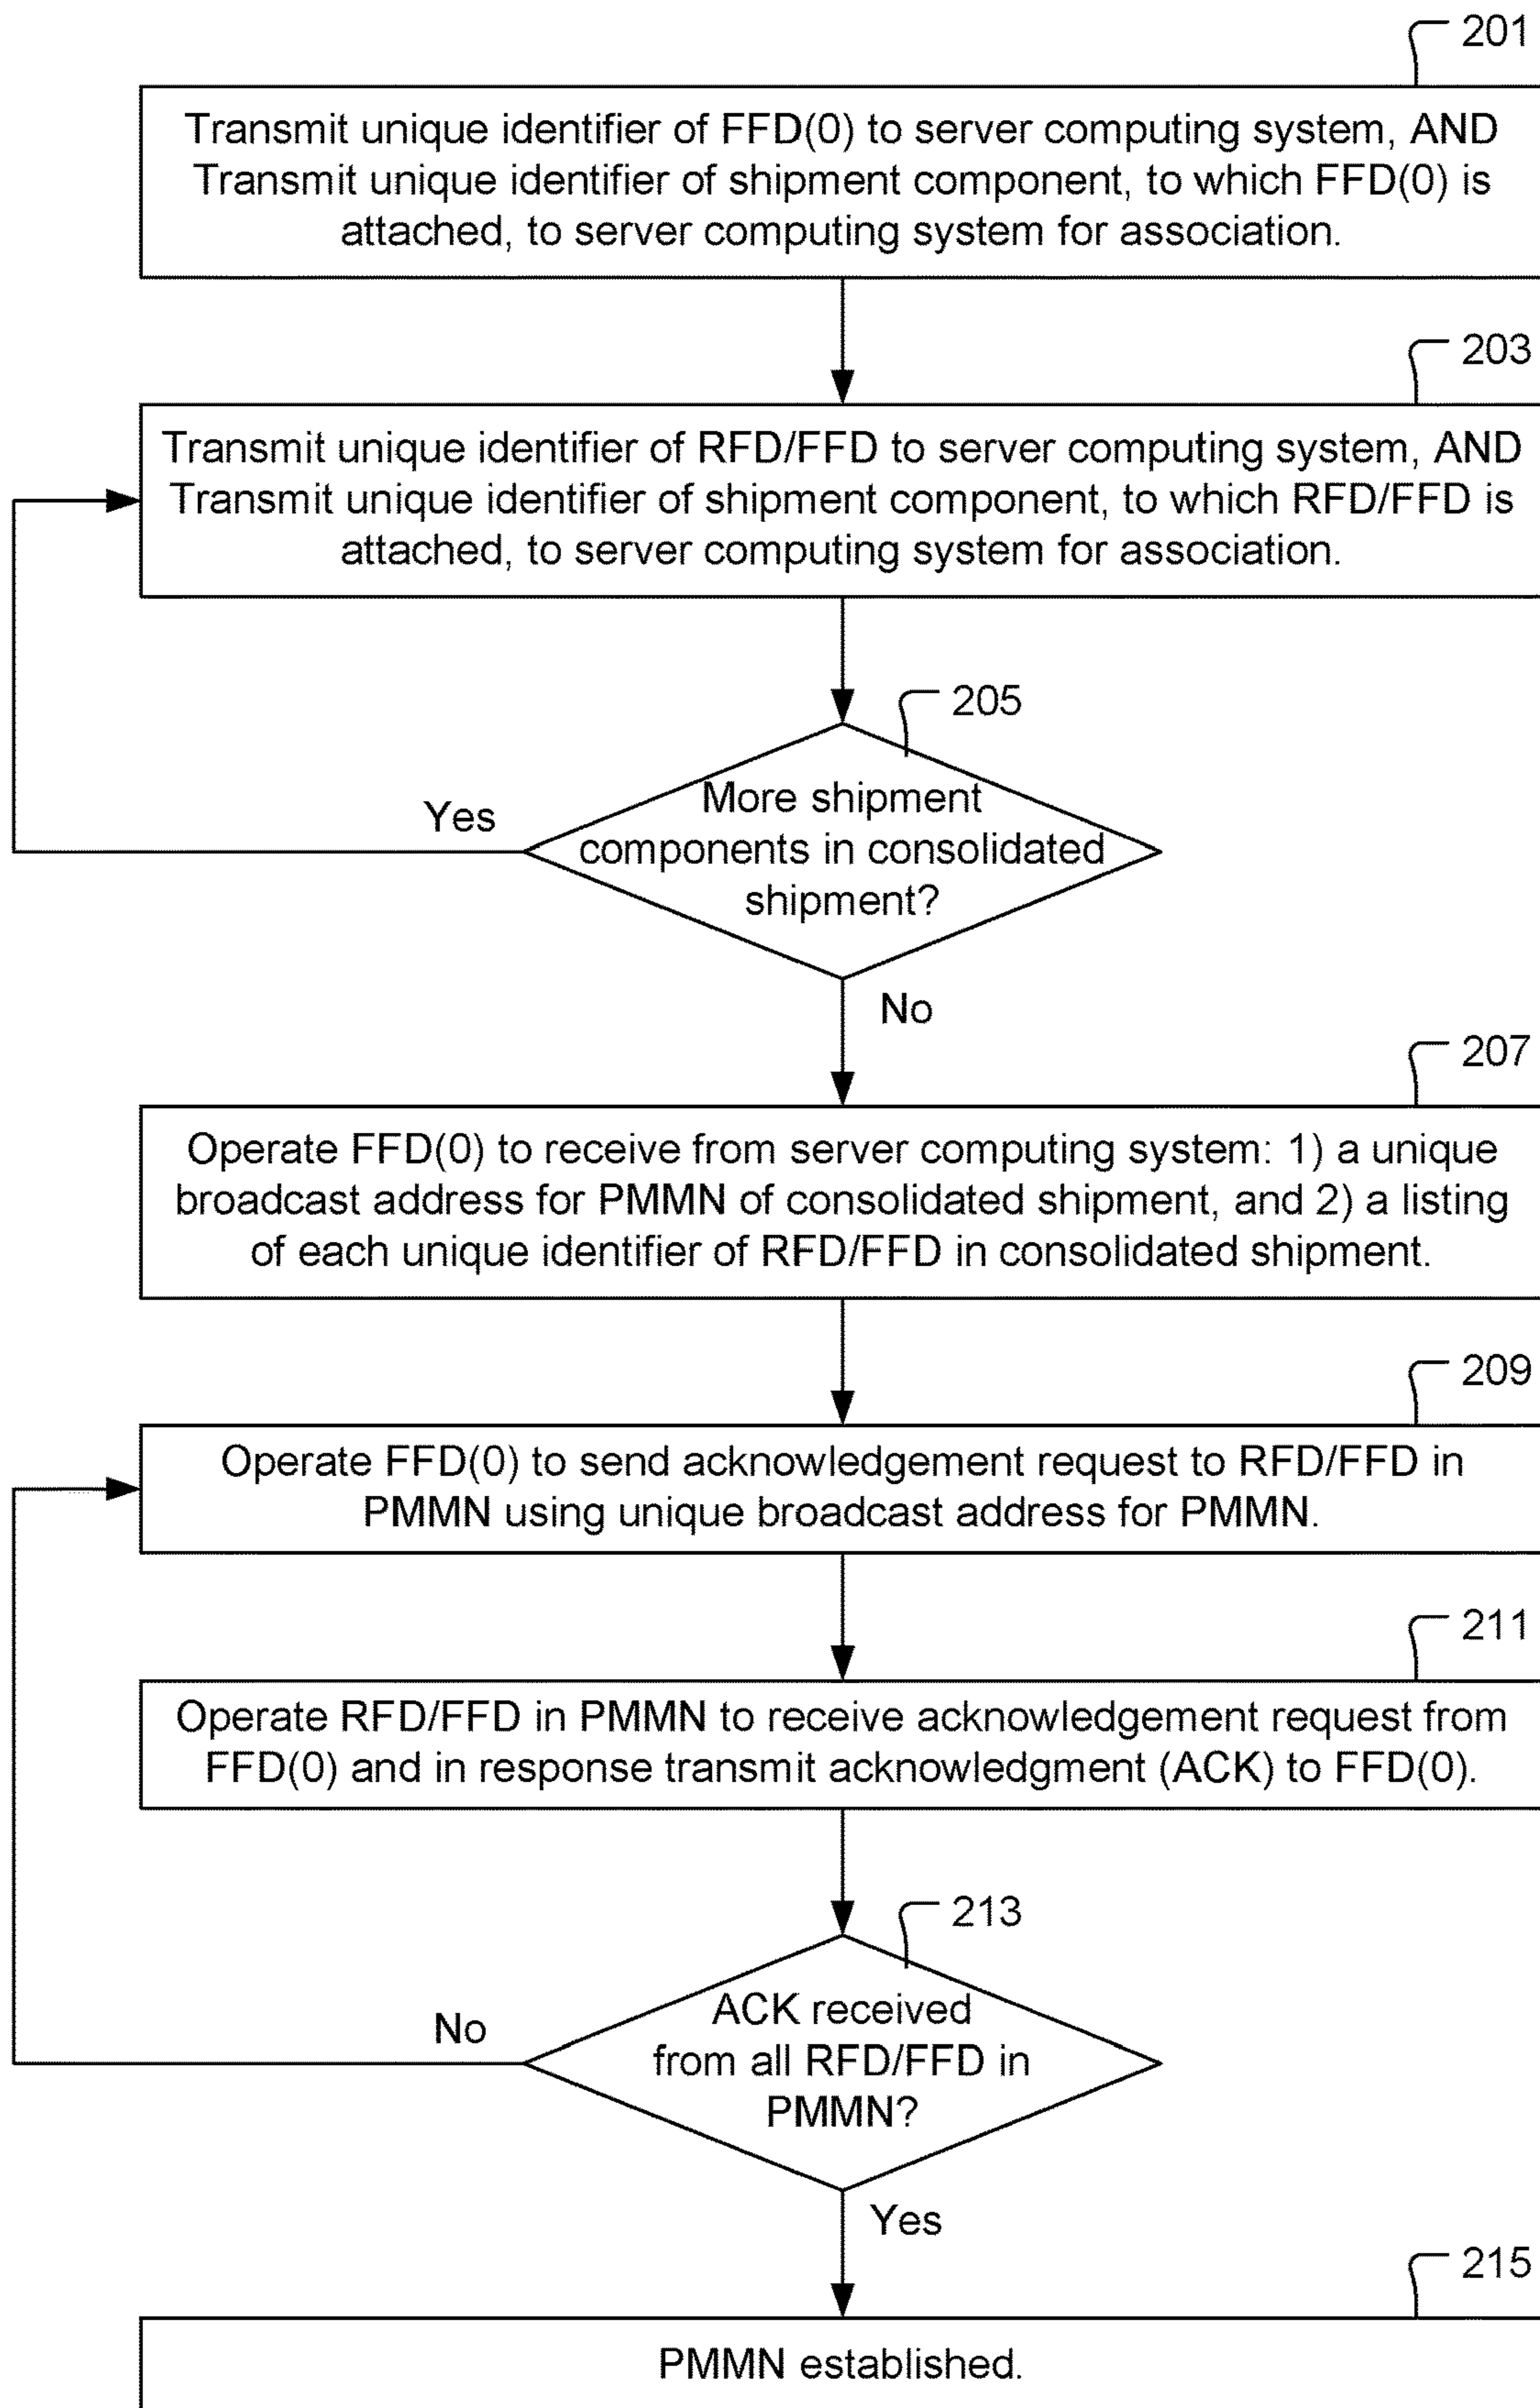 201
Transmit unique identifier of FFD(0) to server computing system, AND
Transmit unique identifier of shipment component, to which FFD(0) is
attached, to server computing system for association.
203
Transmit unique identifier of RFD/FFD to server computing system, AND
Transmit unique identifier of shipment component, to which RFD/FFD is
attached, to server computing system for association.
205
More shipment
components in consolidated
shipment?
Yes
No
207
Operate FFD(0) to receive from server computing system: 1) a unique
broadcast address for PMMN of consolidated shipment, and 2) a listing
of each unique identifier of RFD/FFD in consolidated shipment.
209
Operate FFD(0) to send acknowledgement request to RFD/FFD in
PMMN using unique broadcast address for PMMN.
211
Operate RFD/FFD in PMMN to receive acknowledgement request from
FFD(0) and in response transmit acknowledgment (ACK) to FFD(0).
213
ACK received
from all RFD/FFD in
PMMN?
No
Yes
215
PMMN established.